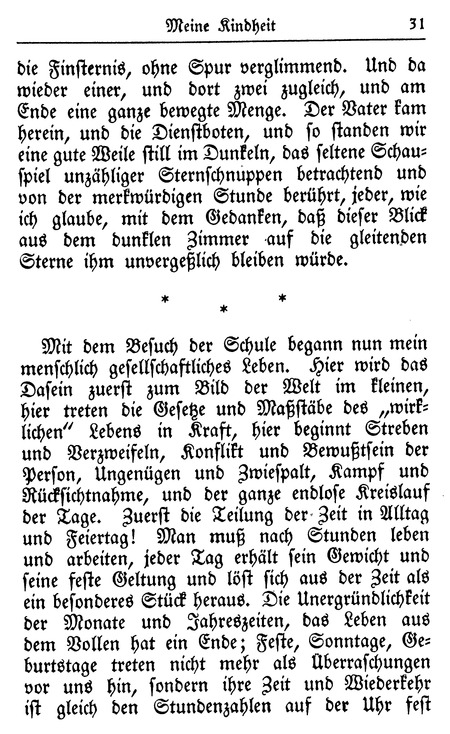 Meine Kindheit 31
die Finsternis, ohne Spur verglimmend. Und da
wieder einer, und dort zwei zugleich, und am
Ende eine ganze bewegte Menge. Der Vater kam
herein, und die Dienstboten, und so standen wir
eine gute Weile still im Dunkeln, das seltene Schau-
spiel unzähliger Sternschnuppen betrachtend und
von der merkwürdigen Stunde berührt, jeder, wie
ich glaube, mit dem Gedanken, daß dieser Blick
aus dem dunklen Zimmer auf die gleitenden
Sterne ihm unvergeßlich bleiben würde.
* * *
Mit dem Besuch der Schule begann nun mein
menschlich gesellschaftliches Leben. Hier wird das
Dasein zuerst zum Bild der Welt im kleinen,
hier treten die Gesetze und Maßstäbe des „wirk-
lichen“ Lebens in Kraft, hier beginnt Streben
und Verzweifeln, Konflikt und Bewußtsein der
Person, Ungenügen und Zwiespalt, Kampf und
Rücksichtnahme, und der ganze endlose Kreislauf
der Tage. Zuerst die Teilung der Zeit in Alltag
und Feiertag! Man muß nach Stunden leben
und arbeiten, jeder Tag erhält sein Gewicht und
seine feste Geltung und löst sich aus der Zeit als
ein besonderes Stück heraus. Die Unergründlichkeit
der Monate und Jahreszeiten, das Leben aus
dem Vollen hat ein Ende; Feste, Sonntage, Ge-
burtstage treten nicht mehr als Überraschungen
vor uns hin, sondern ihre Zeit und Wiederkehr
ist gleich den Stundenzahlen auf der Uhr fest